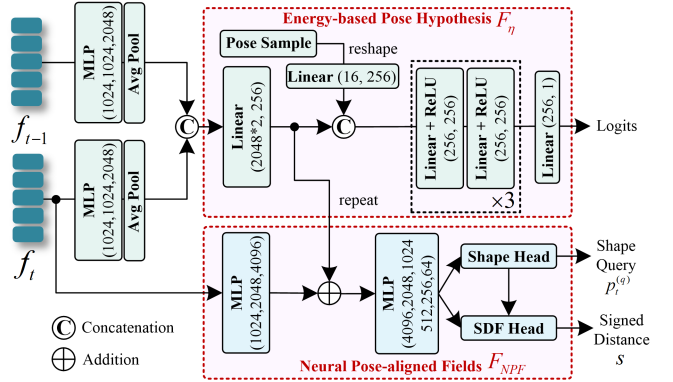 Energy-based Pose Hypothesis F_η
MLP
(1024,1024,2048)
Avg Pool
f_{t-1}
Pose Sample
reshape
Linear (16, 256)
C
Linear
(2048*2, 256)
C
Linear + ReLU
(256, 256)
Linear + ReLU
(256, 256)
×3
Linear (256, 1)
Logits
MLP
(1024,1024,2048)
Avg Pool
f_t
repeat
MLP
(1024,2048,4096)
MLP
(4096,2048,1024
512,256,64)
Shape Head
SDF Head
Shape
Query
p_t^{(q)}
Signed
Distance
s
C Concatenation
Addition
Neural Pose-aligned Fields F_{NPF}